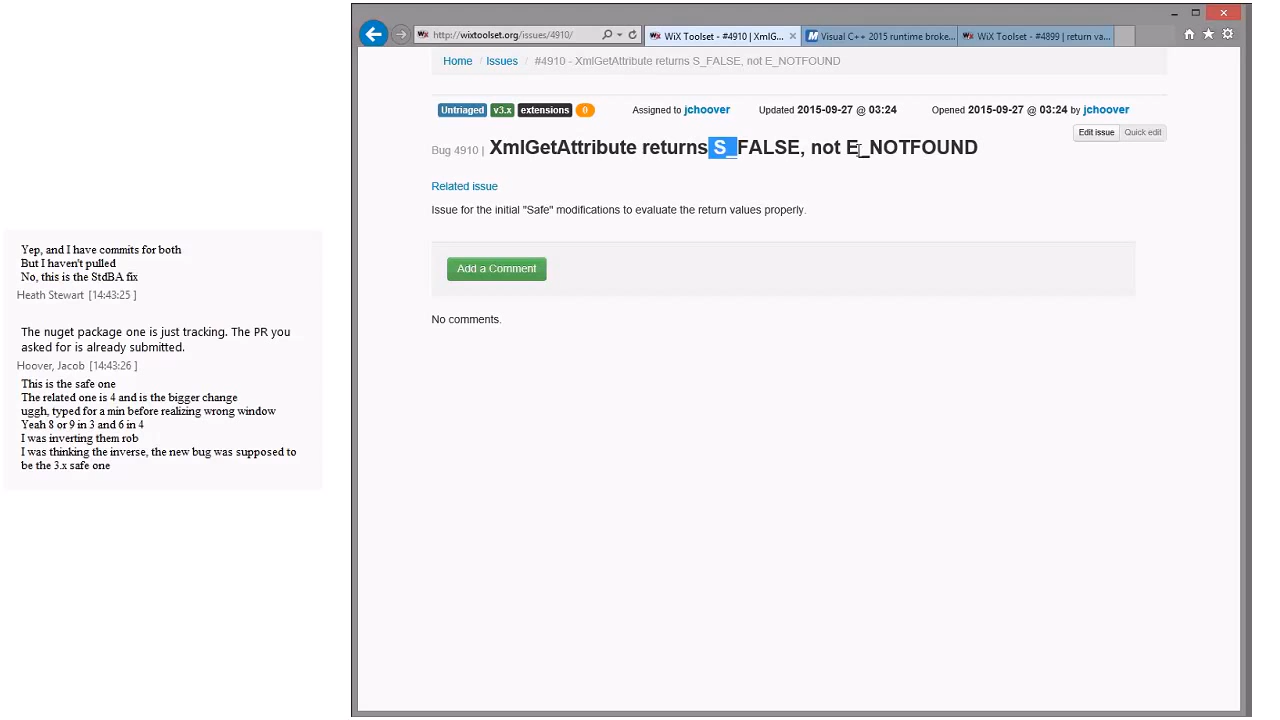 Yep, and I have commits for both
But I haven't pulled
No, this is the StdBA fix
Heath Stewart [14:43:25 ]
The nuget package one is just tracking. The PR you
asked for is already submitted.
Hoover, Jacob [14:43:26 ]
This is the safe one
The related one is 4 and is the bigger change
uggh, typed for a min before realizing wrong window
Yeah 8 or 9 in 3 and 6 in 4
I was inverting them rob
I was thinking the inverse, the new bug was supposed to
be the 3.x safe one
http://wixtoolset.org/issues/4910/
WiX Toolset - #4910 | XmlG...
Visual C++ 2015 runtime broke...
WiX Toolset - #4899 | return va...
Home / Issues / #4910 - XmlGetAttribute returns S_FALSE, not E_NOTFOUND
Untriaged v3.x extensions 0 Assigned to jchoover Updated 2015-09-27 @ 03:24 Opened 2015-09-27 @ 03:24 by jchoover
Edit issue Quick edit
Bug 4910 | XmlGetAttribute returns S_FALSE, not E_NOTFOUND
Related issue
Issue for the initial "Safe" modifications to evaluate the return values properly.
Add a Comment
No comments.